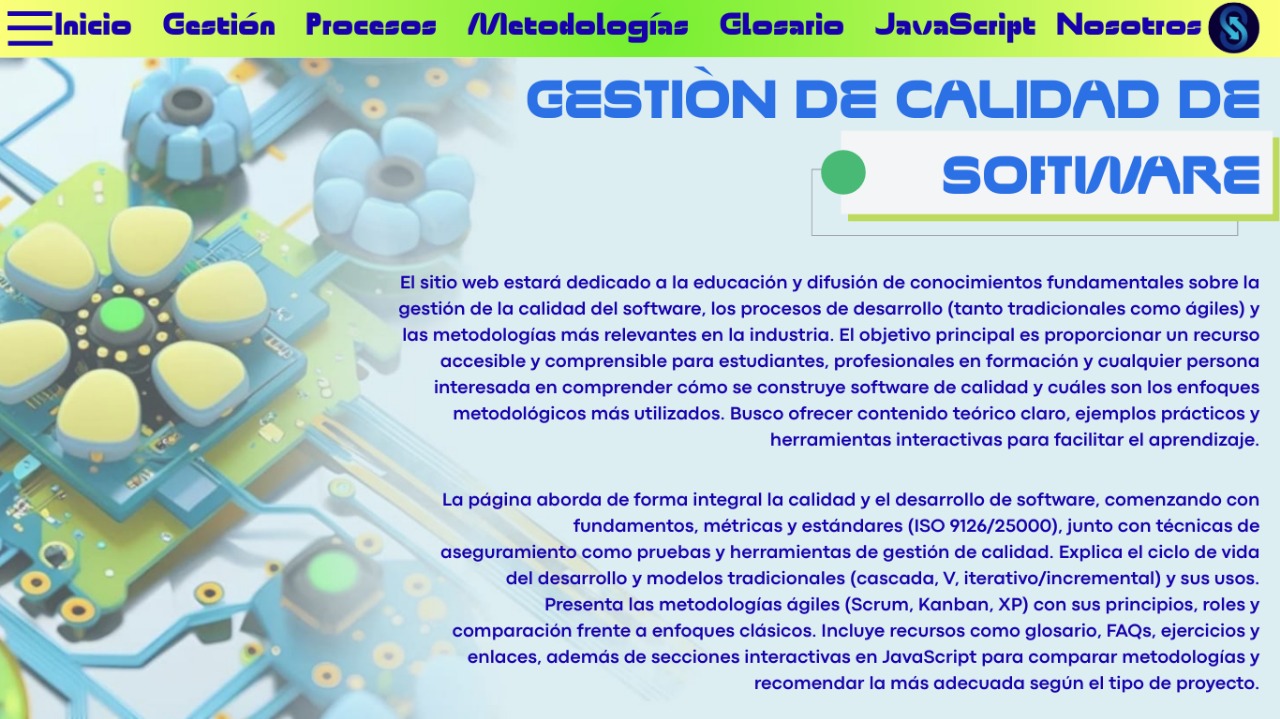 Inicio Gestión Procesos Metodologías Glosario JavaScript Nosotros
GESTIÒN DE CALIDAD DE
SOFTWARE
El sitio web estará dedicado a la educación y difusión de conocimientos fundamentales sobre la
gestión de la calidad del software, los procesos de desarrollo (tanto tradicionales como ágiles) y
las metodologías más relevantes en la industria. El objetivo principal es proporcionar un recurso
accesible y comprensible para estudiantes, profesionales en formación y cualquier persona
interesada en comprender cómo se construye software de calidad y cuáles son los enfoques
metodológicos más utilizados. Busco ofrecer contenido teórico claro, ejemplos prácticos y
herramientas interactivas para facilitar el aprendizaje.
La página aborda de forma integral la calidad y el desarrollo de software, comenzando con
fundamentos, métricas y estándares (ISO 9126/25000), junto con técnicas de
aseguramiento como pruebas y herramientas de gestión de calidad. Explica el ciclo de vida
del desarrollo y modelos tradicionales (cascada, V, iterativo/incremental) y sus usos.
Presenta las metodologías ágiles (Scrum, Kanban, XP) con sus principios, roles y
comparación frente a enfoques clásicos. Incluye recursos como glosario, FAQs, ejercicios y
enlaces, además de secciones interactivas en JavaScript para comparar metodologías y
recomendar la más adecuada según el tipo de proyecto.